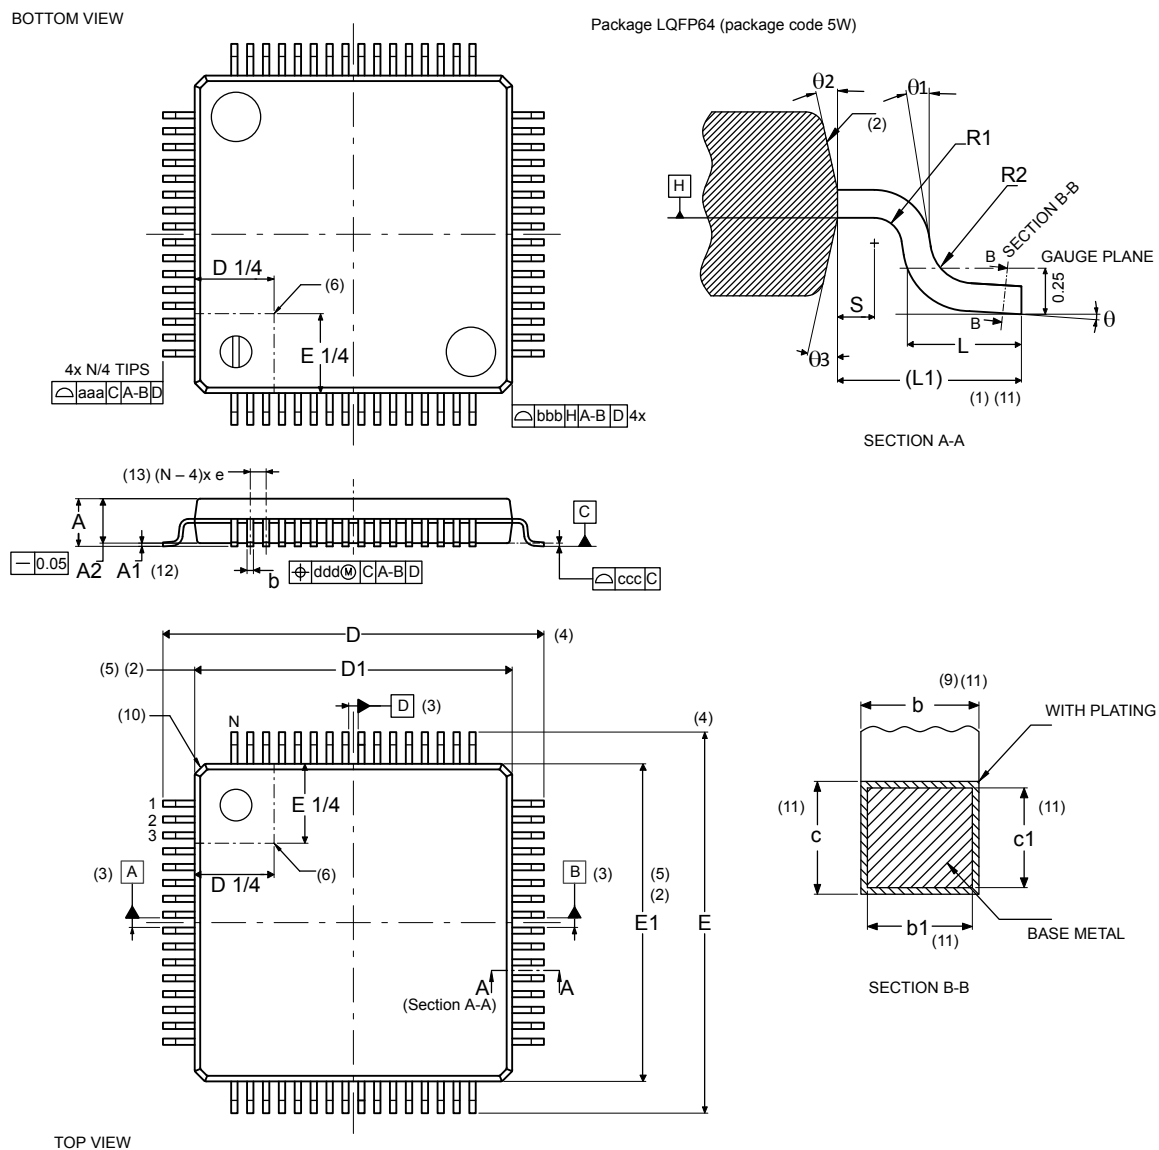 BOTTOM VIEW
Package LQFP64 (package code 5W)
D 1/4
(6)
E 1/4
4x N/4 TIPS
aaa C A-B D
bbb H A-B D 4x
θ2
θ1
(2)
R1
R2
H
SECTION B-B
B
GAUGE PLANE
0.25
S
B
θ
θ3
L
(L1)
(1) (11)
SECTION A-A
(13) (N – 4)x e
A
C
0.05
A2
A1
(12)
b
ddd Ⓜ C A-B D
ccc C
D
(4)
(5) (2)
D1
(10)
N
D
(3)
(4)
1
2
3
E 1/4
(3)
A
D 1/4
(6)
B
(3)
(5)
(2)
E1
E
A
A
(Section A-A)
TOP VIEW
(9) (11)
b
WITH PLATING
(11)
c
(11)
c1
b1
(11)
BASE METAL
SECTION B-B